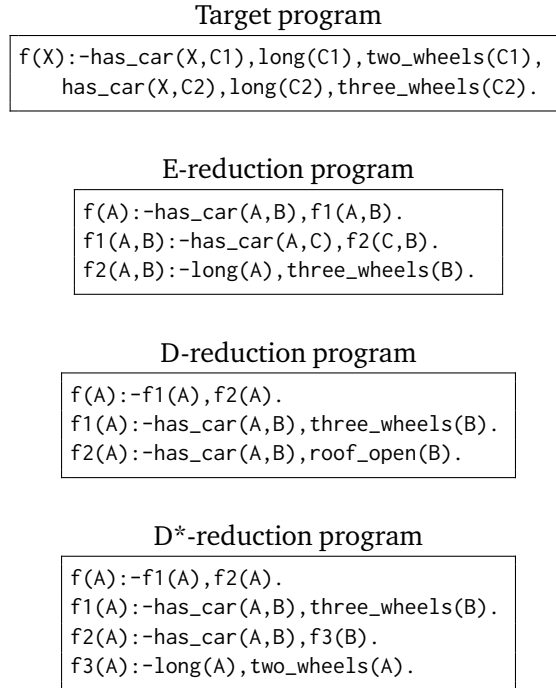 Target program
f(X):-has_car(X,C1),long(C1),two_wheels(C1),
has_car(X,C2),long(C2),three_wheels(C2).
E-reduction program
f(A):-has_car(A,B),f1(A,B).
f1(A,B):-has_car(A,C),f2(C,B).
f2(A,B):-long(A),three_wheels(B).
D-reduction program
f(A):-f1(A),f2(A).
f1(A):-has_car(A,B),three_wheels(B).
f2(A):-has_car(A,B),roof_open(B).
D*-reduction program
f(A):-f1(A),f2(A).
f1(A):-has_car(A,B),three_wheels(B).
f2(A):-has_car(A,B),f3(B).
f3(A):-long(A),two_wheels(A).